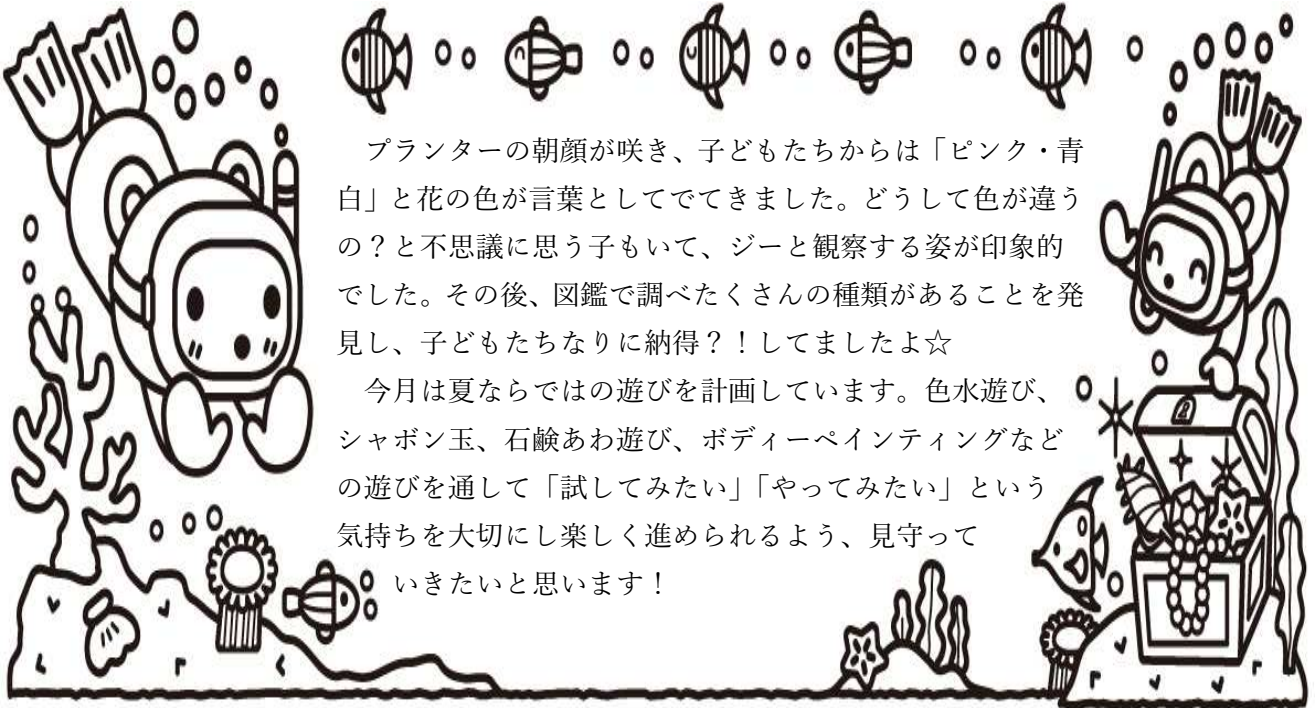 プランターの朝顔が咲き、子どもたちからは「ピンク・青
白」と花の色が言葉としてでてきました。どうして色が違う
の？と不思議に思う子もいて、ジーと観察する姿が印象的
でした。その後、図鑑で調べたくさんの種類があることを発
見し、子どもたちなりに納得？！してましたよ☆
今月は夏ならではの遊びを計画しています。色水遊び、
シャボン玉、石鹸あわ遊び、ボディーペインティングなど
の遊びを通して「試してみたい」「やってみたい」という
気持ちを大切にし楽しく進められるよう、見守って
いきたいと思います！